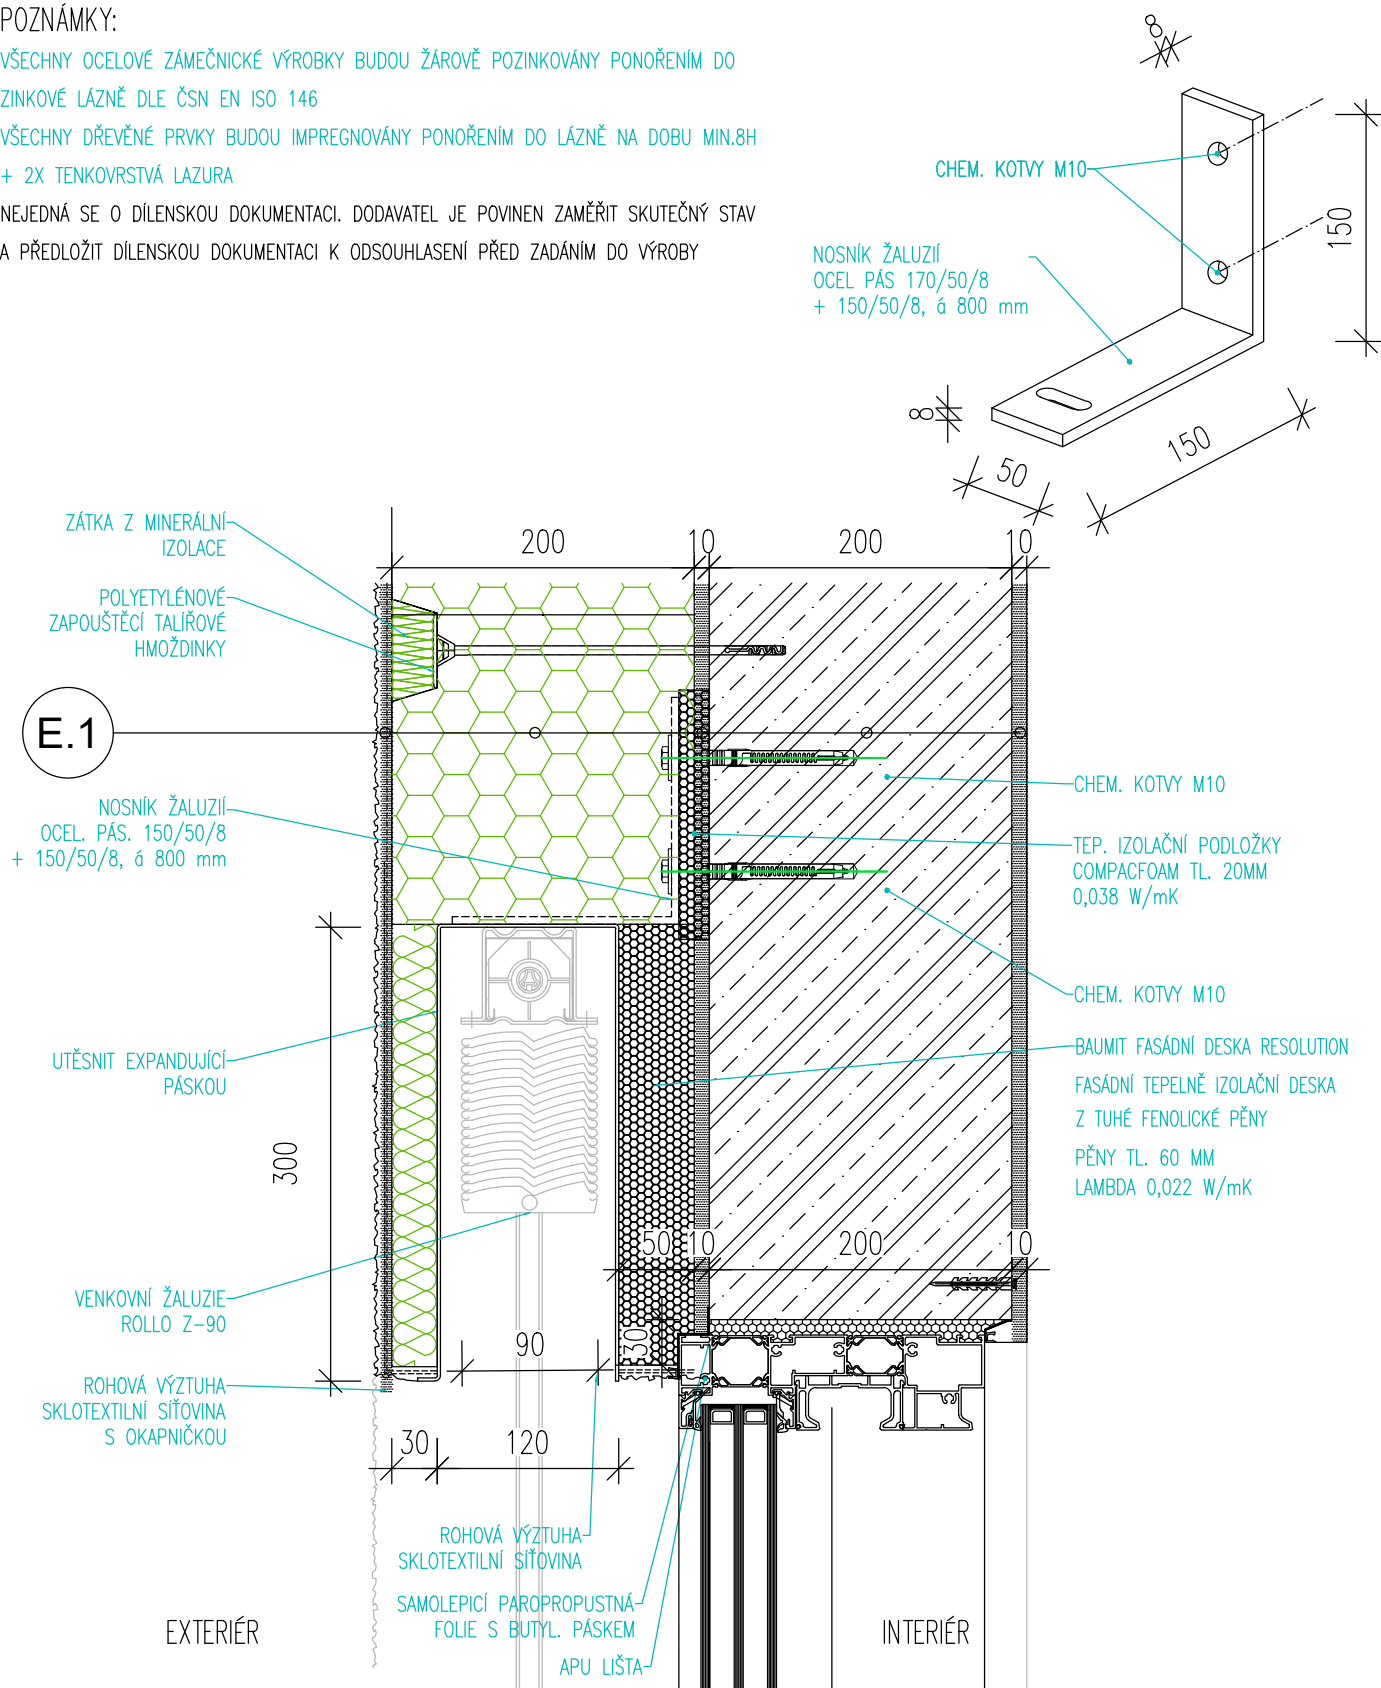 POZNÁMKY:
VŠECHNY OCELOVÉ ZÁMEČNICKÉ VÝROBKY BUDOU ŽÁROVĚ POZINKOVÁNY PONOŘENÍM DO
ZINKOVÉ LÁZNĚ DLE ČSN EN ISO 146
VŠECHNY DŘEVĚNÉ PRVKY BUDOU IMPREGNOVÁNY PONOŘENÍM DO LÁZNĚ NA DOBU MIN.8H
+ 2X TENKOVRSTVÁ LAZURA
NEJEDNÁ SE O DÍLENSKOU DOKUMENTACI. DODAVATEL JE POVINEN ZAMĚŘIT SKUTEČNÝ STAV
A PŘEDLOŽIT DÍLENSKOU DOKUMENTACI K ODSOUHLASENÍ PŘED ZADÁNÍM DO VÝROBY
8
CHEM. KOTVY M10
150
NOSNÍK ŽALUZIÍ
OCEL PÁS 170/50/8
+ 150/50/8, á 800 mm
8
50
150
ZÁTKA Z MINERÁLNÍ
IZOLACE
200
10
200
10
POLYETYLÉNOVÉ
ZAPOUŠTĚCÍ TALÍŘOVÉ
HMOŽDINKY
E.1
NOSNÍK ŽALUZIÍ
OCEL. PÁS. 150/50/8
+ 150/50/8, á 800 mm
CHEM. KOTVY M10
TEP. IZOLAČNÍ PODLOŽKY
COMPACFOAM TL. 20MM
0,038 W/mK
CHEM. KOTVY M10
UTĚSNIT EXPANDUJÍCÍ
PÁSKOU
BAUMIT FASÁDNÍ DESKA RESOLUTION
FASÁDNÍ TEPELNĚ IZOLAČNÍ DESKA
Z TUHÉ FENOLICKÉ PĚNY
PĚNY TL. 60 MM
LAMBDA 0,022 W/mK
300
50
10
200
10
VENKOVNÍ ŽALUZIE
ROLLO Z-90
90
30
ROHOVÁ VÝZTUHA
SKLOTEXTILNÍ SÍŤOVINA
S OKAPNIČKOU
30
120
ROHOVÁ VÝZTUHA
SKLOTEXTILNÍ SÍŤOVINA
SAMOLEPICÍ PAROPROPUSTNÁ
FOLIE S BUTYL. PÁSKEM
APU LIŠTA
EXTERIÉR
INTERIÉR